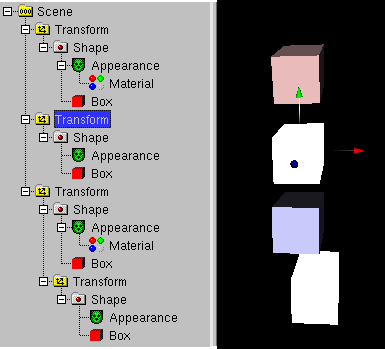 Scene
Transform
Shape
Appearance
Material
Box
Transform
Shape
Appearance
Box
Transform
Shape
Appearance
Material
Box
Transform
Shape
Appearance
Box